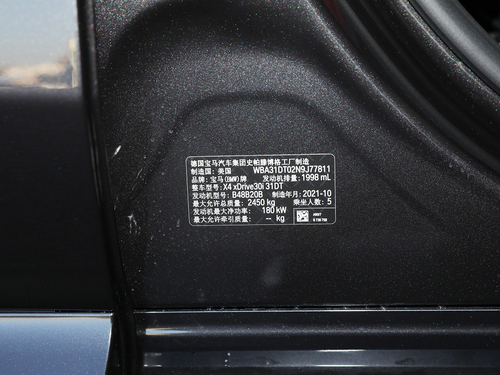 德国宝马汽车集团史帕滕博格工厂制造
制造国: 美国 WBA31DT02N9J77811
品牌: 宝马(BMW)牌 发动机排量: 1998 mL
整车型号: X4 xDrive30i 31DT
发动机型号: B48B20B 制造年月: 2021-10
最大允许总质量: 2450 kg 乘坐人数: 5
发动机最大净功率: 180 kW
最大允许牵引质量: -- kg